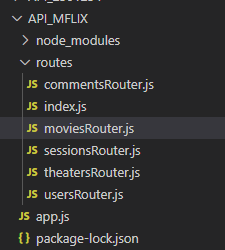 API_MFLIX
node_modules
routes
JS commentsRouter.js
JS index.js
JS moviesRouter.js
JS sessionsRouter.js
JS theatersRouter.js
JS usersRouter.js
JS app.js
{} package-lock.json